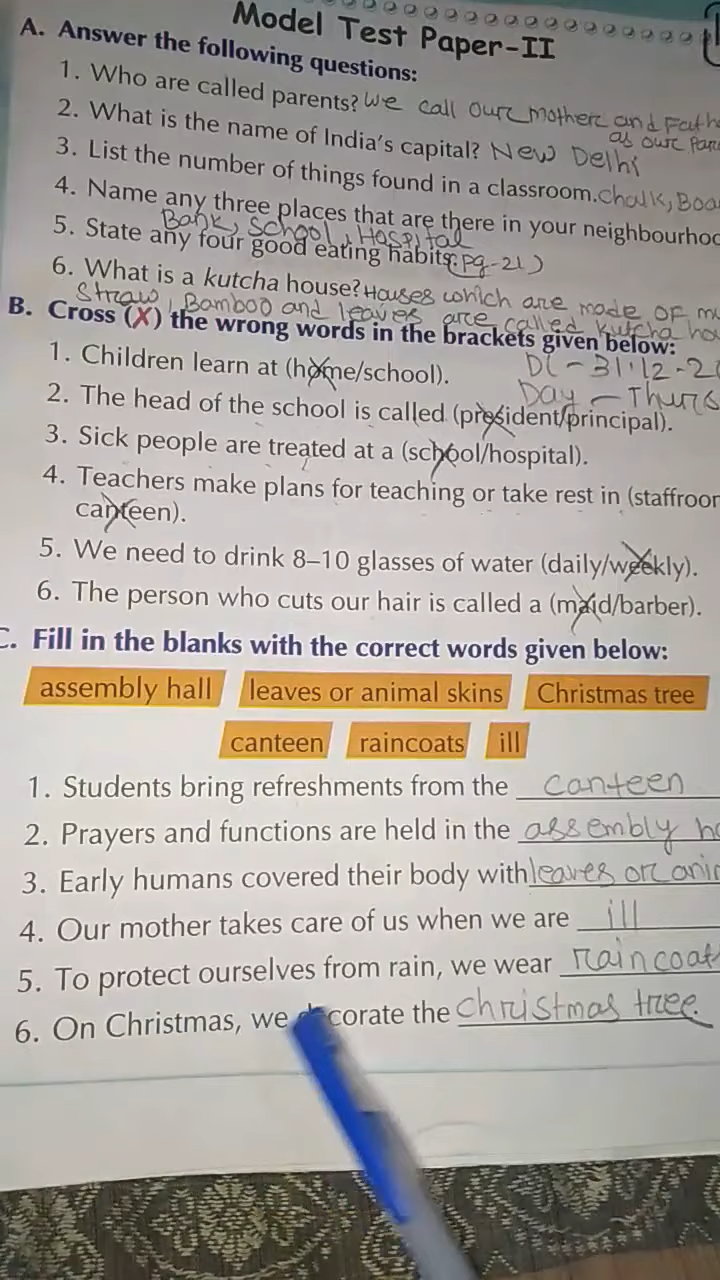 Model Test Paper-II
A. Answer the following questions:
1. Who are called parents? We call our mother and
as our
2. What is the name of India's capital? New Delhi
3. List the number of things found in a classroom. Chalk,
4. Name any three places that are there in your
Bank, School, Hospital
5. State any four good eating habits. (Pg-21)
6. What is a kutcha house? Houses which are made of
Straw, Bamboo and leaves are called kutcha
B. Cross (X) the wrong words in the brackets given below:
Dt - 31.12-
1. Children learn at (home/school).
Day -
2. The head of the school is called (president/principal).
3. Sick people are treated at a (school/hospital).
4. Teachers make plans for teaching or take rest in
canteen).
5. We need to drink 8–10 glasses of water (daily/weekly).
6. The person who cuts our hair is called a (maid/barber).
C. Fill in the blanks with the correct words given below:
assembly hall leaves or animal skins Christmas tree
canteen raincoats ill
1. Students bring refreshments from the canteen
2. Prayers and functions are held in the assembly
3. Early humans covered their body with leaves or
4. Our mother takes care of us when we are ill
5. To protect ourselves from rain, we wear raincoat
6. On Christmas, we decorate the christmas tree.